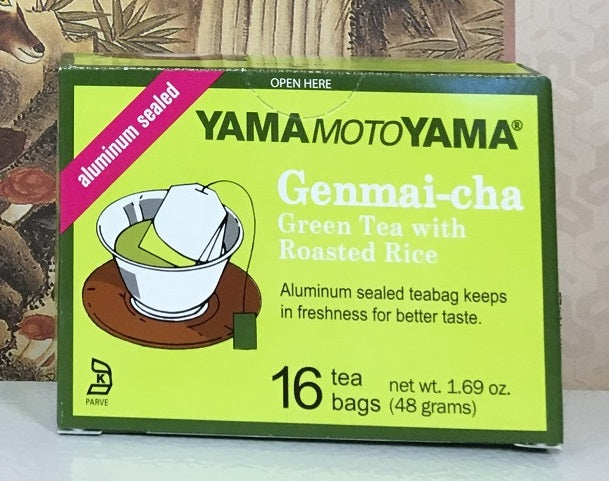 OPEN HERE
aluminum sealed
YAMAMOTOYAMA®
Genmai-cha
Green Tea with
Roasted Rice
Aluminum sealed teabag keeps
in freshness for better taste.
K
PARVE
16 tea bags
net wt. 1.69 oz.
(48 grams)